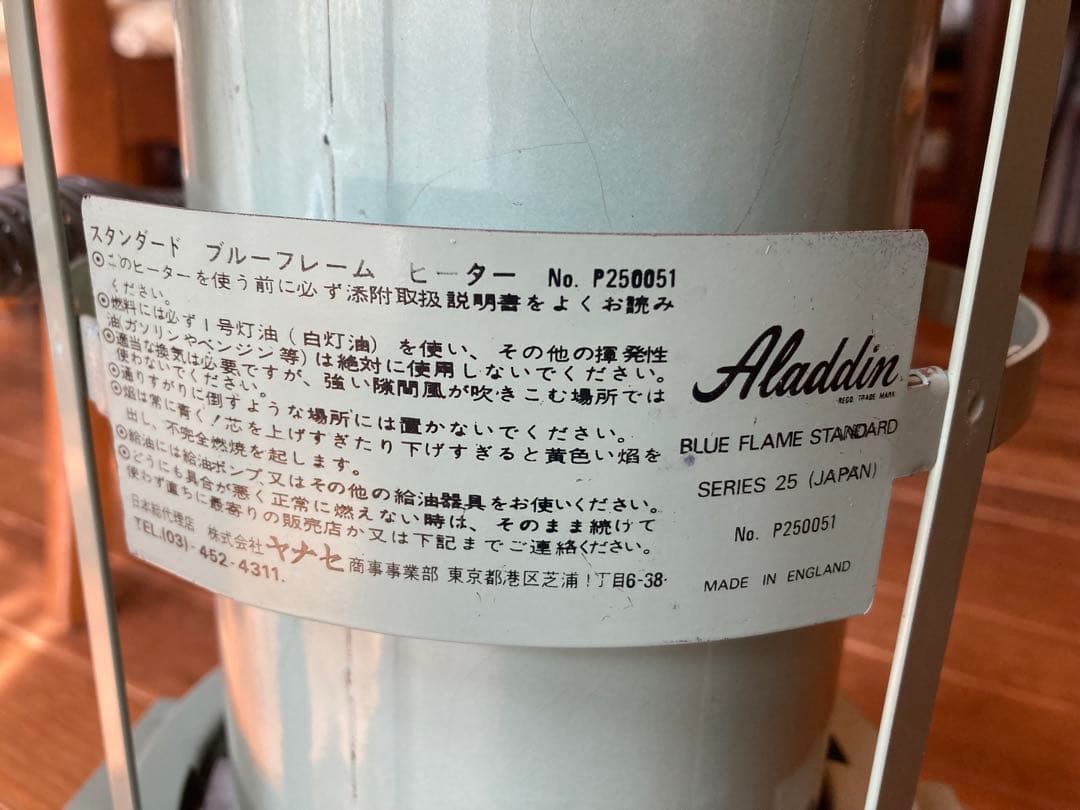 スタンダード ブルーフレーム ヒーター No. P250051
◉このヒーターを使う前に必ず添附取扱説明書をよくお読み
ください。
◉燃料には必ず1号灯油(白灯油)を使い、その他の揮発性
油(ガソリンやベンジン等)は絶対に使用しないでください。
◉適当な換気は必要ですが、強い隙間風が吹きこむ場所では
使わないでください。
◉通りすがりに倒すような場所には置かないでください。
◉焔は常に青く!芯を上げすぎたり下げすぎると黄色い焔を
出し、不完全燃焼を起します。
◉給油には給油ポンプ又はその他の給油器具をお使いください。
◉どうにも具合が悪く正常に燃えない時は、そのまま続けて
使わず直ちに最寄りの販売店か又は下記までご連絡ください。
日本総代理店 株式会社ヤナセ商事事業部 東京都港区芝浦1丁目6-38
TEL.(03)-452-4311.
Aladdin
REGD. TRADE MARK.
BLUE FLAME STANDARD
SERIES 25 (JAPAN)
No. P250051
MADE IN ENGLAND